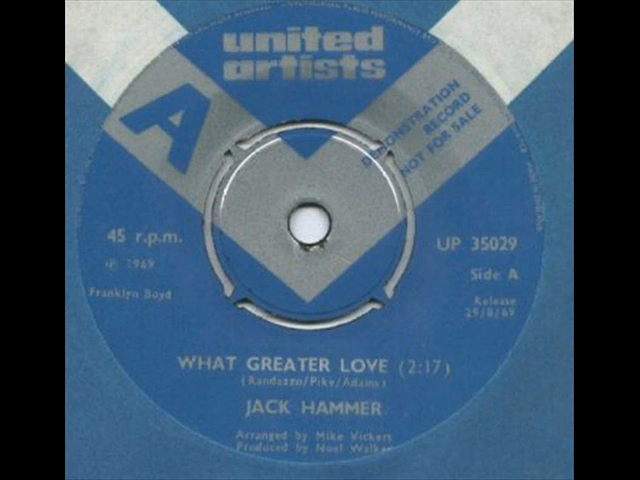 united
artists
A
DEMONSTRATION
RECORD
NOT FOR SALE
45 r.p.m.
℗ 1969
Franklyn Boyd
UP 35029
Side A
Release
29/8/69
WHAT GREATER LOVE (2:17)
(Randazzo/Pike/Adams)
JACK HAMMER
Arranged by Mike Vickers
Produced by Noel Walker